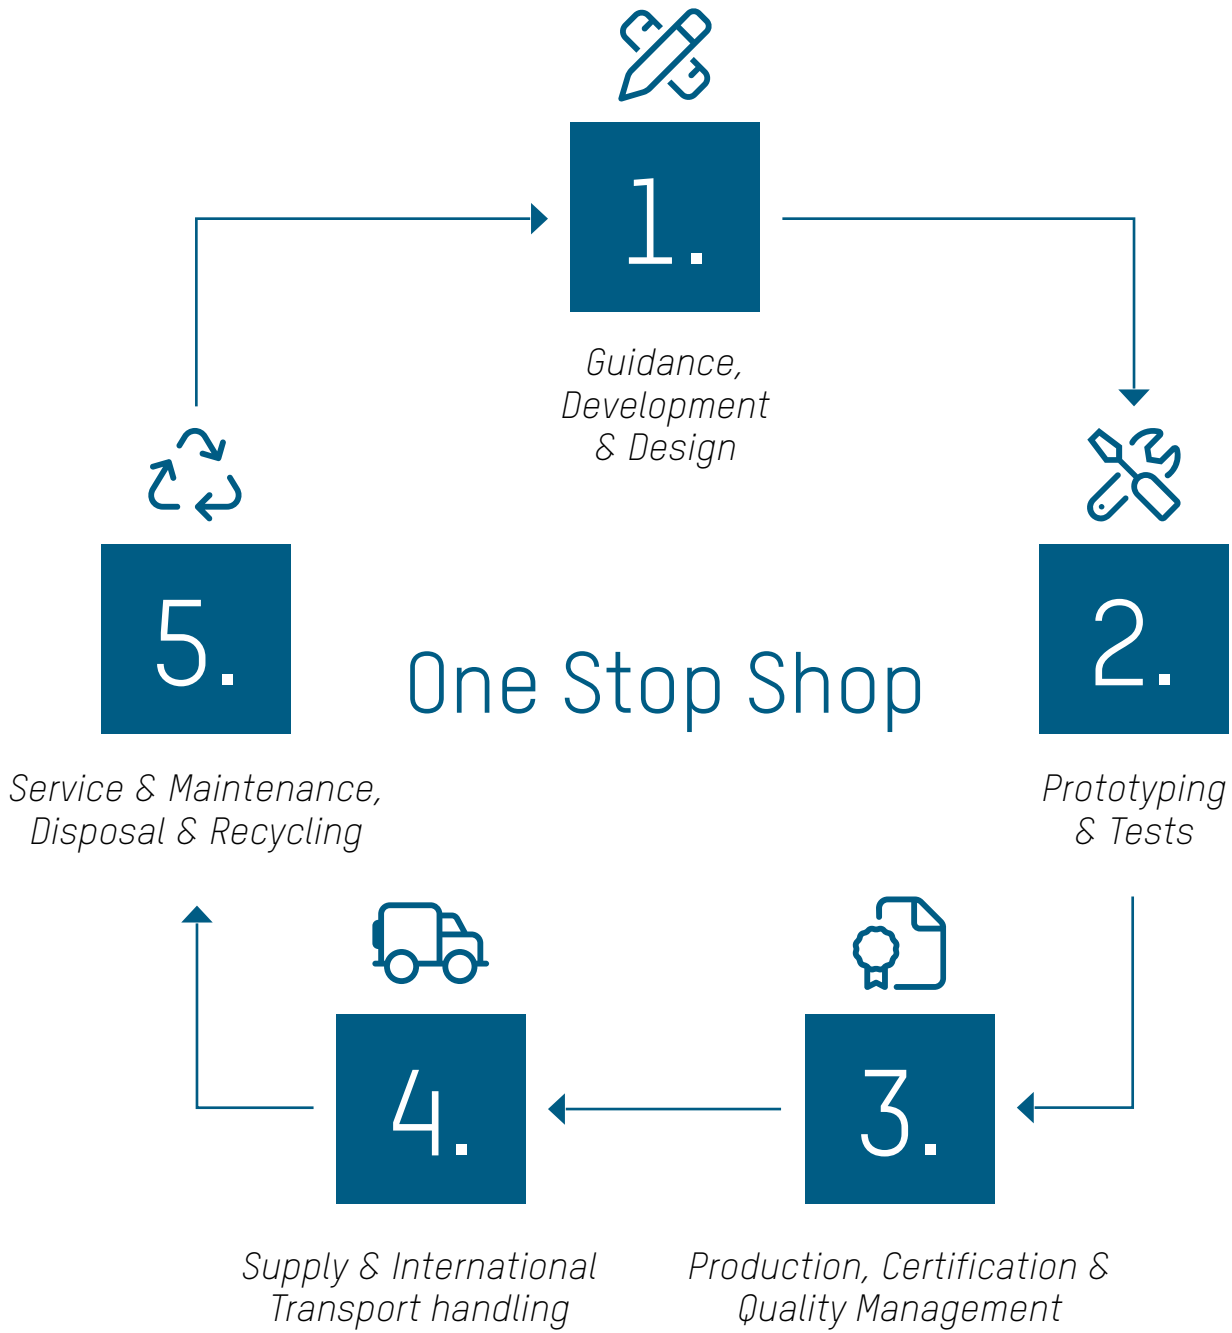 1.
Guidance,
Development
& Design
2.
Prototyping
& Tests
3.
Production, Certification &
Quality Management
4.
Supply & International
Transport handling
5.
Service & Maintenance,
Disposal & Recycling
One Stop Shop